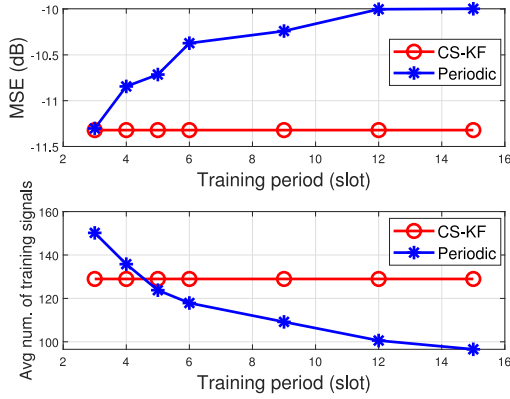 -10
-10.5
-11
-11.5
MSE (dB)
CS-KF
Periodic
2 4 6 8 10 12 14 16
Training period (slot)
160
140
120
100
Avg num. of training signals
CS-KF
Periodic
2 4 6 8 10 12 14 16
Training period (slot)